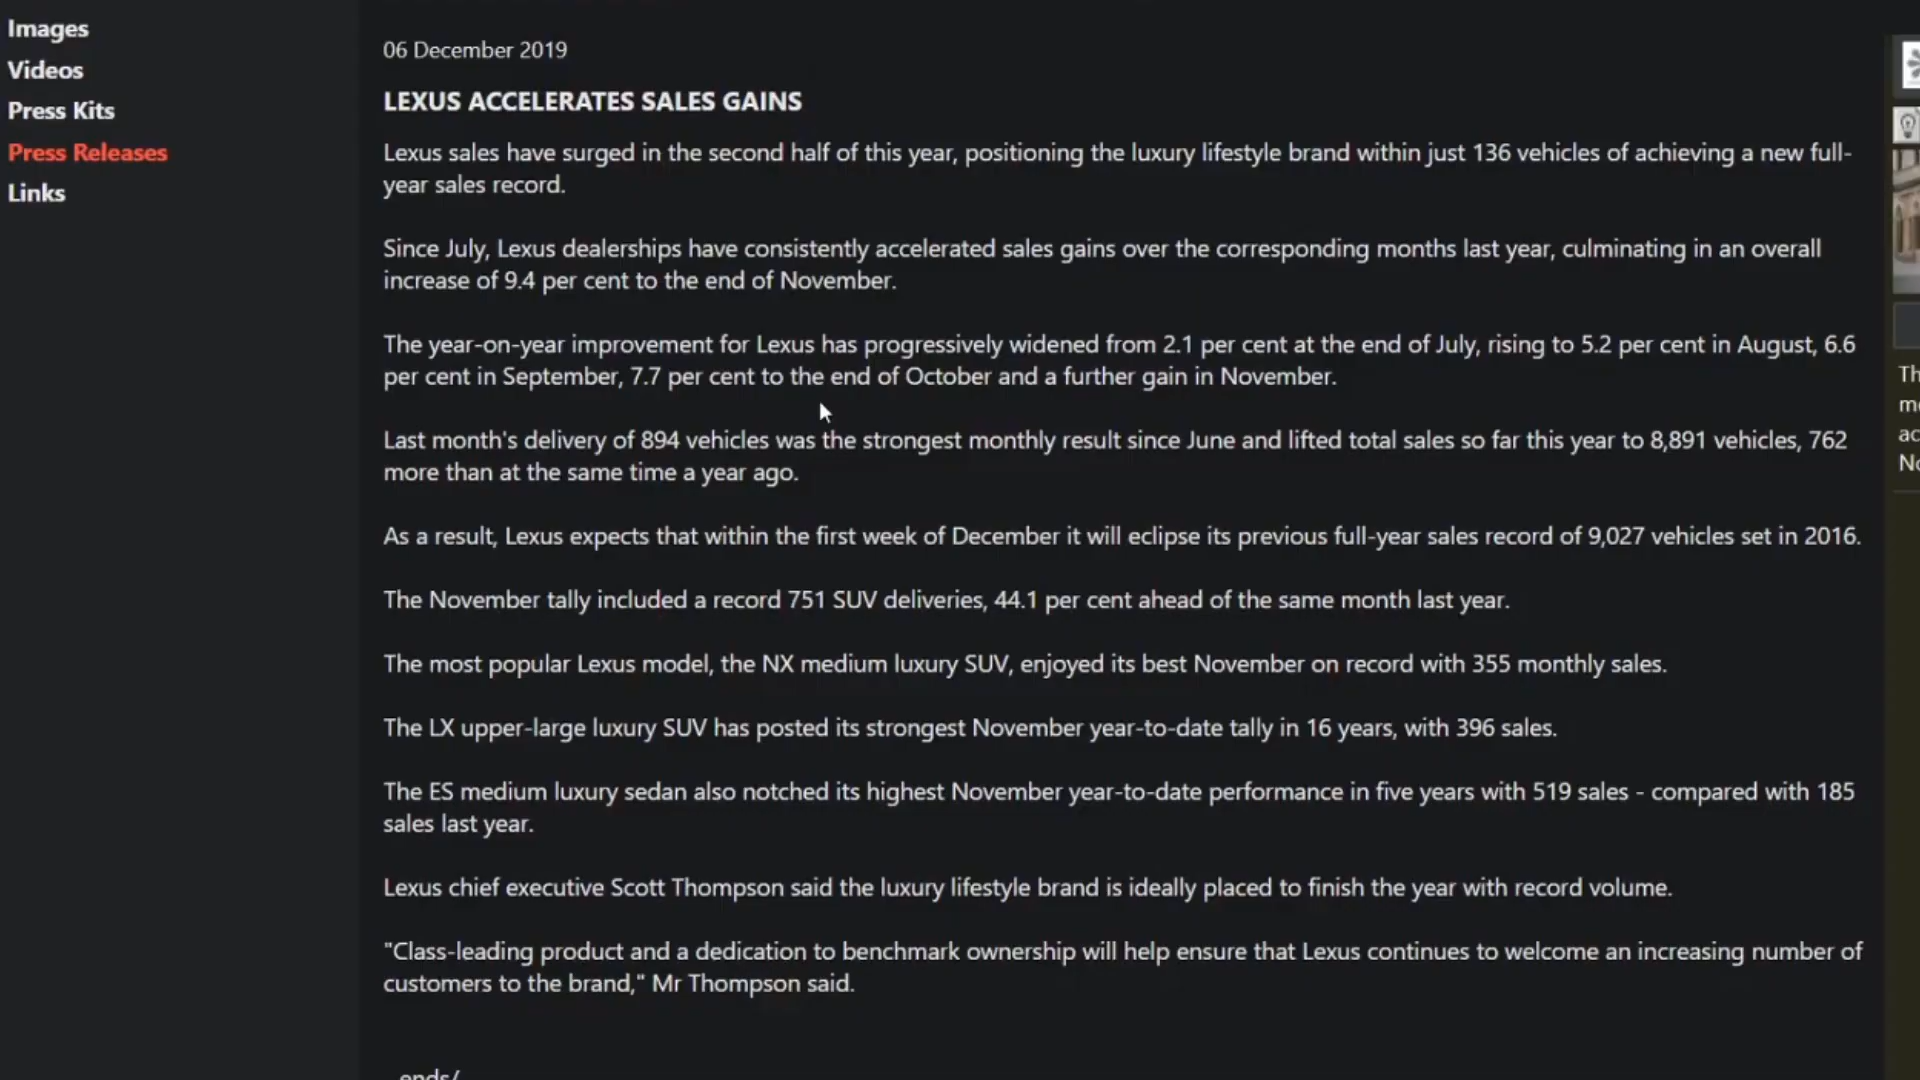 Images
Videos
Press Kits
Press Releases
Links
06 December 2019
LEXUS ACCELERATES SALES GAINS
Lexus sales have surged in the second half of this year, positioning the luxury lifestyle brand within just 136 vehicles of achieving a new full-
year sales record.
Since July, Lexus dealerships have consistently accelerated sales gains over the corresponding months last year, culminating in an overall
increase of 9.4 per cent to the end of November.
The year-on-year improvement for Lexus has progressively widened from 2.1 per cent at the end of July, rising to 5.2 per cent in August, 6.6
per cent in September, 7.7 per cent to the end of October and a further gain in November.
Last month's delivery of 894 vehicles was the strongest monthly result since June and lifted total sales so far this year to 8,891 vehicles, 762
more than at the same time a year ago.
As a result, Lexus expects that within the first week of December it will eclipse its previous full-year sales record of 9,027 vehicles set in 2016.
The November tally included a record 751 SUV deliveries, 44.1 per cent ahead of the same month last year.
The most popular Lexus model, the NX medium luxury SUV, enjoyed its best November on record with 355 monthly sales.
The LX upper-large luxury SUV has posted its strongest November year-to-date tally in 16 years, with 396 sales.
The ES medium luxury sedan also notched its highest November year-to-date performance in five years with 519 sales - compared with 185
sales last year.
Lexus chief executive Scott Thompson said the luxury lifestyle brand is ideally placed to finish the year with record volume.
"Class-leading product and a dedication to benchmark ownership will help ensure that Lexus continues to welcome an increasing number of
customers to the brand," Mr Thompson said.
ends/